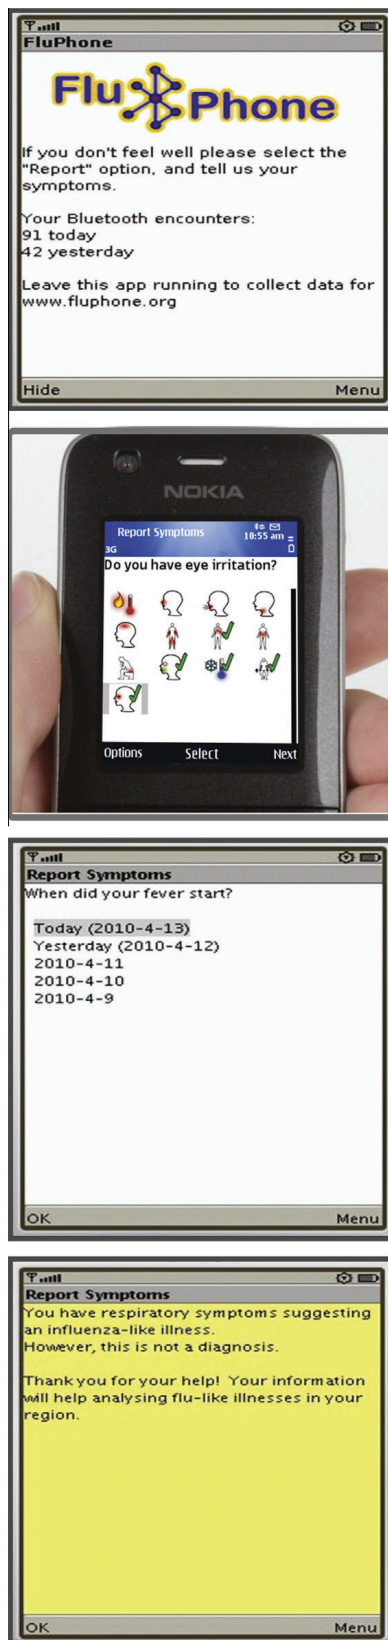 FluPhone
Flu Phone
If you don't feel well please select the
"Report" option, and tell us your
symptoms.
Your Bluetooth encounters:
91 today
42 yesterday
Leave this app running to collect data for
www.fluphone.org
Hide Menu
NOKIA
Report Symptoms
10:55 am
3G
Do you have eye irritation?
Options Select Next
Report Symptoms
When did your fever start?
Today (2010-4-13)
Yesterday (2010-4-12)
2010-4-11
2010-4-10
2010-4-9
OK Menu
Report Symptoms
You have respiratory symptoms suggesting
an influenza-like illness.
However, this is not a diagnosis.
Thank you for your help! Your information
will help analysing flu-like illnesses in your
region.
OK Menu